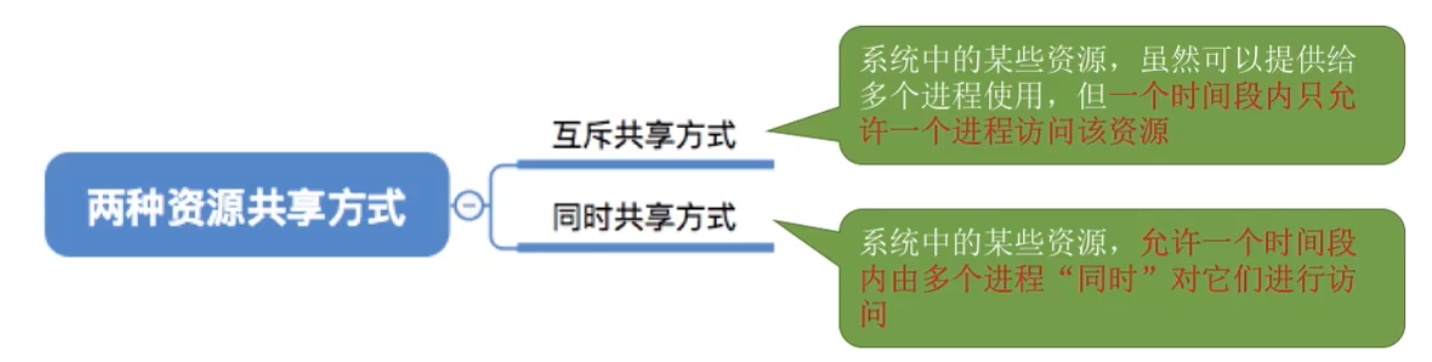 两种资源共享方式
互斥共享方式
系统中的某些资源，虽然可以提供给
多个进程使用，但一个时间段内只允
许一个进程访问该资源
同时共享方式
系统中的某些资源，允许一个时间段
内由多个进程“同时”对它们进行访
问